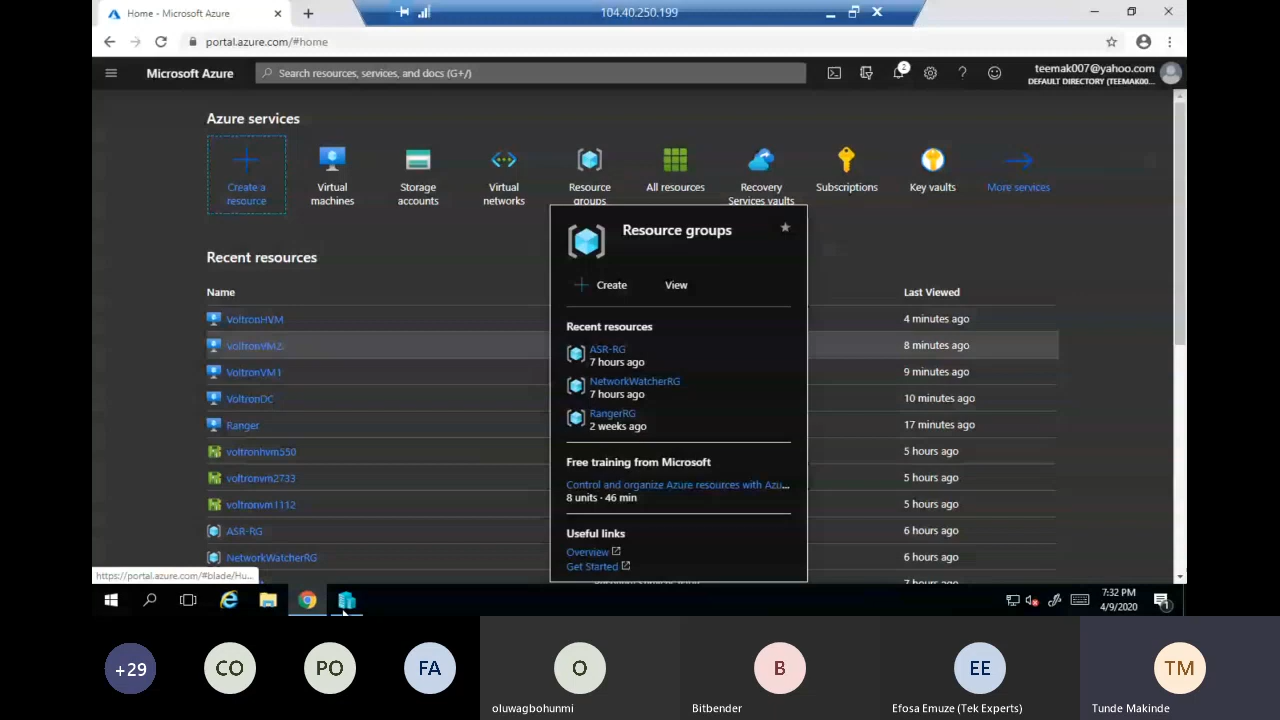 Home - Microsoft Azure
104.40.250.199
portal.azure.com/#home
Microsoft Azure
Search resources, services, and docs (G+/)
2
teemak007@yahoo.com
DEFAULT DIRECTORY (TEEMAK00...
Azure services
Create a resource
Virtual machines
Storage accounts
Virtual networks
Resource groups
All resources
Recovery Services vaults
Subscriptions
Key vaults
More services
Resource groups
Create View
Recent resources
ASR-RG
7 hours ago
NetworkWatcherRG
7 hours ago
RangerRG
2 weeks ago
Free training from Microsoft
Control and organize Azure resources with Azu...
8 units · 46 min
Useful links
Overview
Get Started
Recent resources
Name Last Viewed
VoltronHVM 4 minutes ago
VoltronVM2 8 minutes ago
VoltronVM1 9 minutes ago
VoltronDC 10 minutes ago
Ranger 17 minutes ago
voltronhvm550 5 hours ago
voltronvm2733 5 hours ago
voltronvm1112 5 hours ago
ASR-RG 6 hours ago
NetworkWatcherRG 6 hours ago
7 hours ago
https://portal.azure.com/#blade/Hu...
7:32 PM
4/9/2020
1
+29
CO
PO
FA
O
oluwagbohunmi
B
Bitbender
EE
Efosa Emuze (Tek Experts)
TM
Tunde Makinde